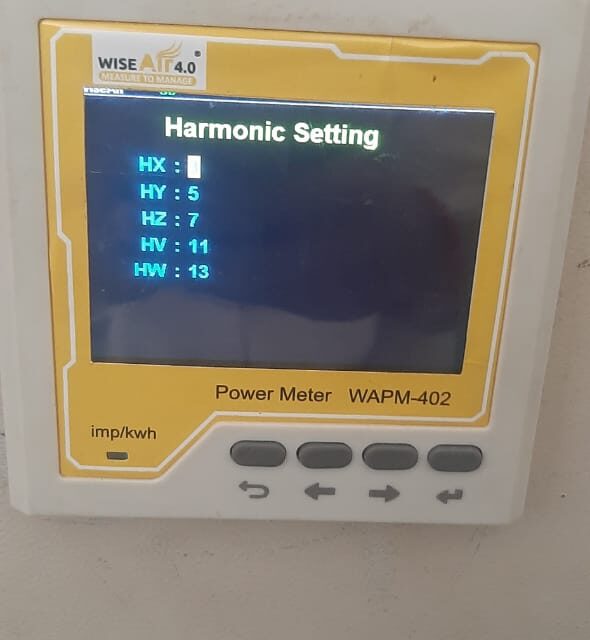 WISE Air 4.0®
MEASURE TO MANAGE
Harmonic Setting
HX :
HY : 5
HZ : 7
HV : 11
HW : 13
Power Meter WAPM-402
imp/kwh